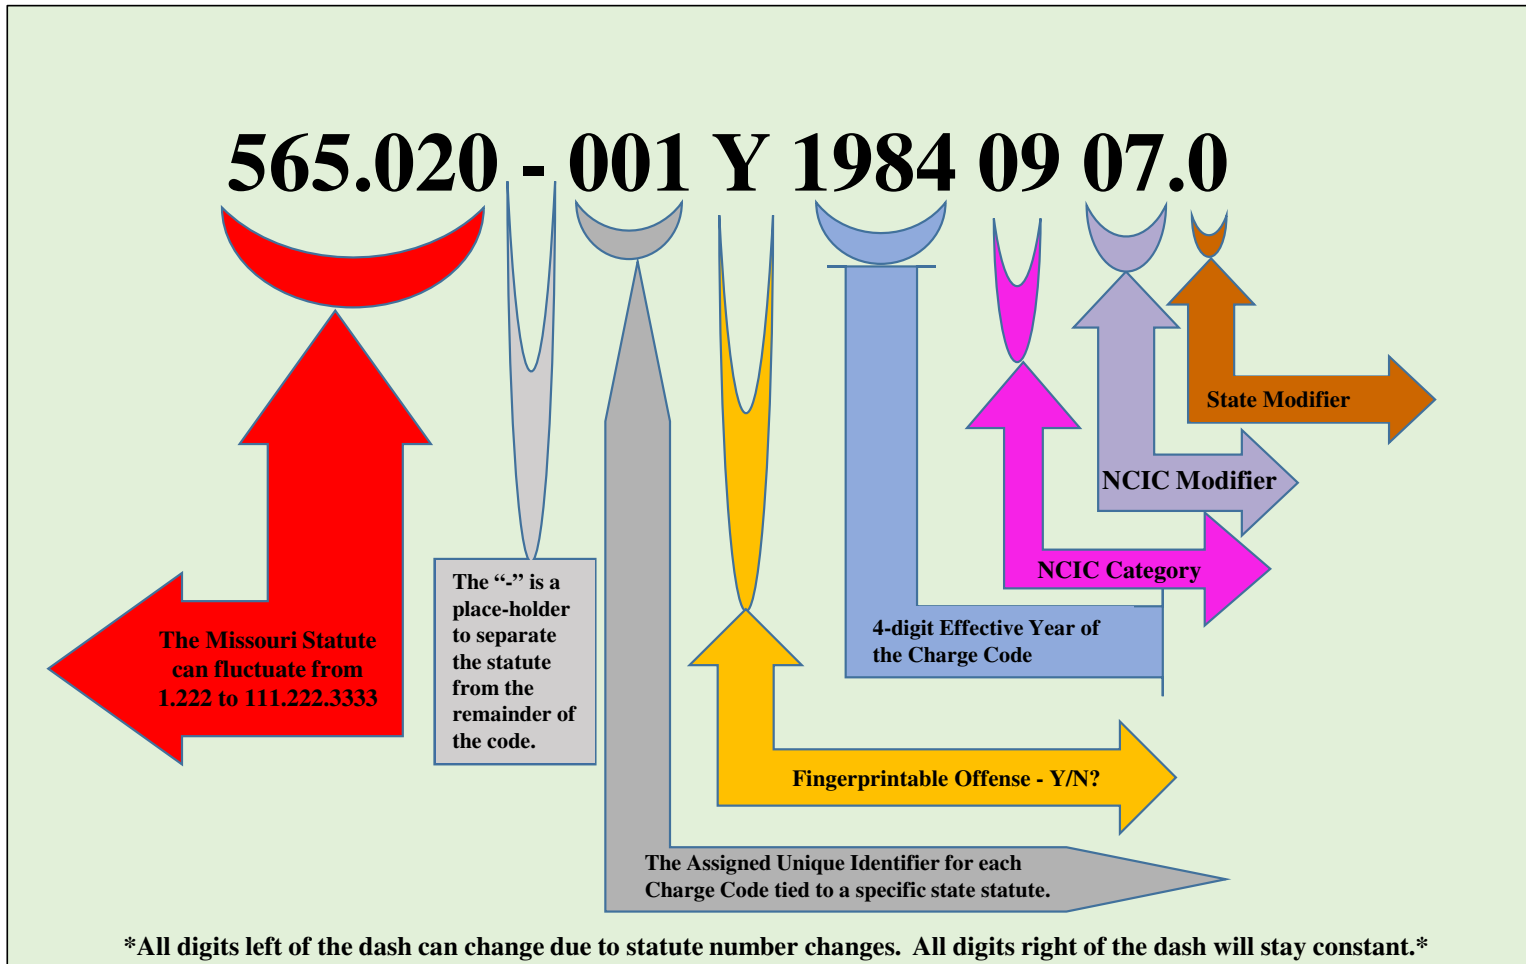 565.020 - 001 Y 1984 09 07.0
State Modifier
NCIC Modifier
NCIC Category
The “-” is a
place-holder
to separate
the statute
from the
remainder of
the code.
4-digit Effective Year of
the Charge Code
The Missouri Statute
can fluctuate from
1.222 to 111.222.3333
Fingerprintable Offense - Y/N?
The Assigned Unique Identifier for each
Charge Code tied to a specific state statute.
*All digits left of the dash can change due to statute number changes.  All digits right of the dash will stay constant.*